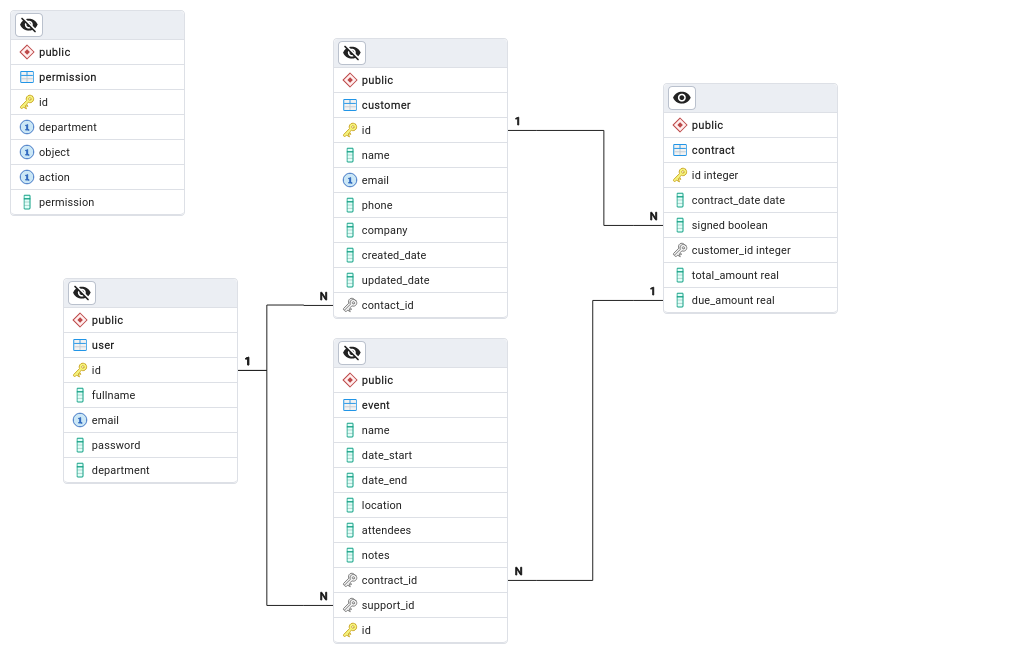 public
permission
id
department
object
action
permission
public
user
id
fullname
email
password
department
1
N
N
public
customer
id
name
email
phone
company
created_date
updated_date
contact_id
public
event
name
date_start
date_end
location
attendees
notes
contract_id
support_id
id
1
N
N
1
public
contract
id integer
contract_date date
signed boolean
customer_id integer
total_amount real
due_amount real